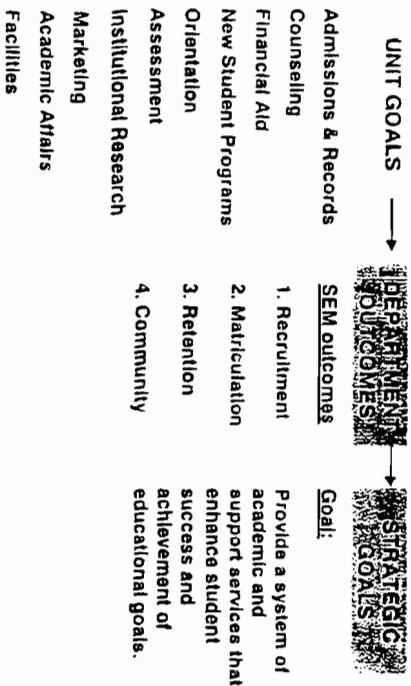 UNIT GOALS
DEPARTMENT
OUTCOMES
STRATEGIC
GOALS
Admissions & Records
Counseling
Financial Aid
New Student Programs
Orientation
Assessment
Institutional Research
Marketing
Academic Affairs
Facilities
SEM outcomes
1. Recruitment
2. Matriculation
3. Retention
4. Community
Goal:
Provide a system of
academic and
support services that
enhance student
success and
achievement of
educational goals.